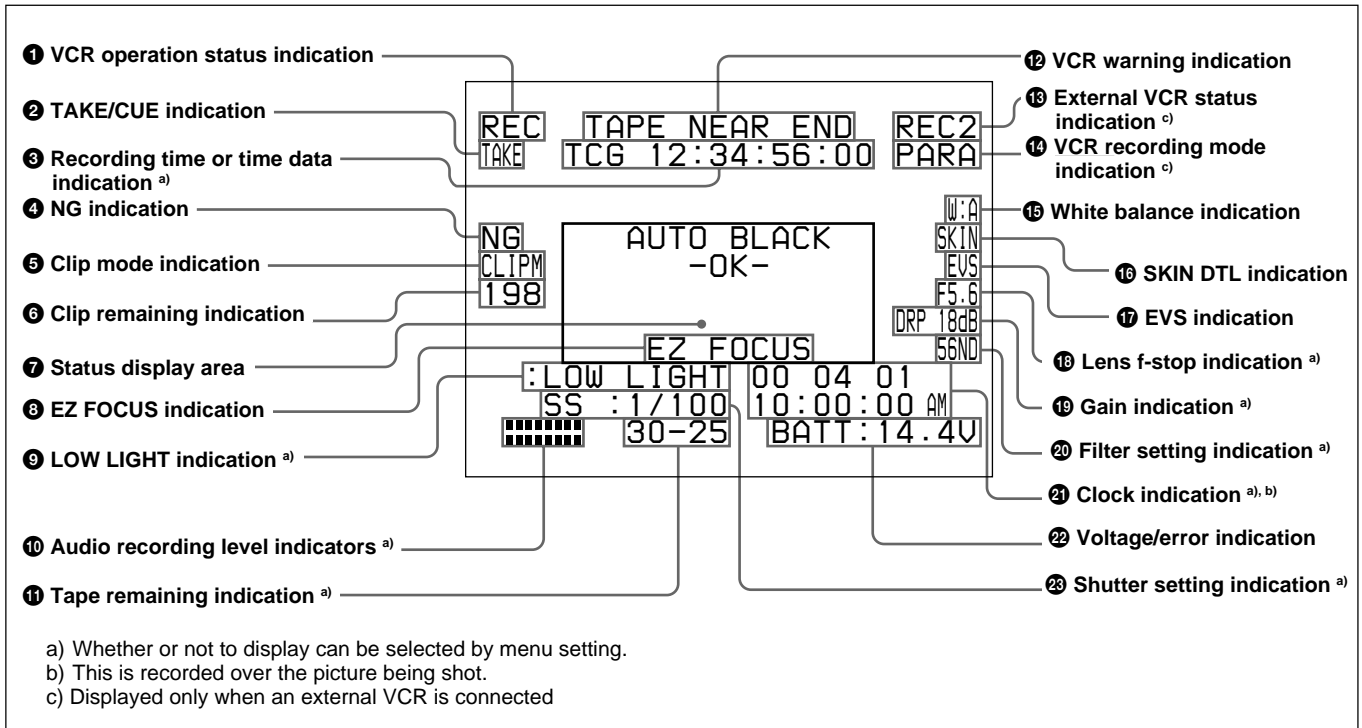 ❶ VCR operation status indication
❷ TAKE/CUE indication
❸ Recording time or time data
indication a)
❹ NG indication
❺ Clip mode indication
❻ Clip remaining indication
❼ Status display area
❽ EZ FOCUS indication
❾ LOW LIGHT indication a)
❿ Audio recording level indicators a)
⓫ Tape remaining indication a)
REC TAPE NEAR END REC2
TAKE TCG 12:34:56:00 PARA
W:A
NG AUTO BLACK SKIN
CLIPM -OK- EVS
198 F5.6
DRP 18dB
EZ FOCUS 56ND
:LOW LIGHT 00 04 01
SS :1/100 10:00:00 AM
30-25 BATT:14.4V
⓬ VCR warning indication
⓭ External VCR status
indication c)
⓮ VCR recording mode
indication c)
⓯ White balance indication
⓰ SKIN DTL indication
⓱ EVS indication
⓲ Lens f-stop indication a)
⓳ Gain indication a)
⓴ Filter setting indication a)
㉑ Clock indication a), b)
㉒ Voltage/error indication
㉓ Shutter setting indication a)
a) Whether or not to display can be selected by menu setting.
b) This is recorded over the picture being shot.
c) Displayed only when an external VCR is connected